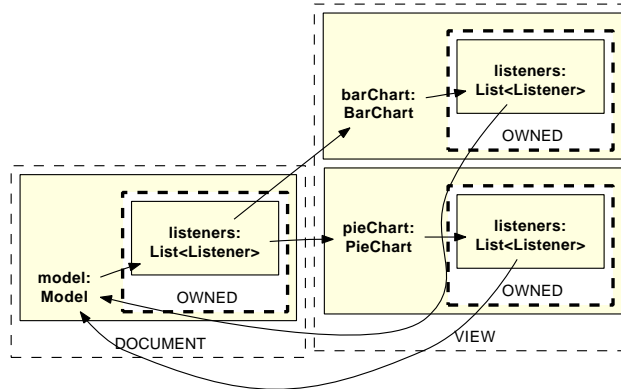 listeners:
List<Listener>
barChart:
BarChart
OWNED
listeners:
List<Listener>
model:
Model
OWNED
DOCUMENT
pieChart:
PieChart
listeners:
List<Listener>
OWNED
VIEW